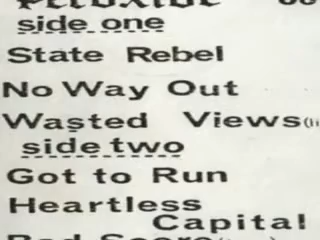 side one
State Rebel
No Way Out
Wasted Views
side two
Got to Run
Heartless
Capital